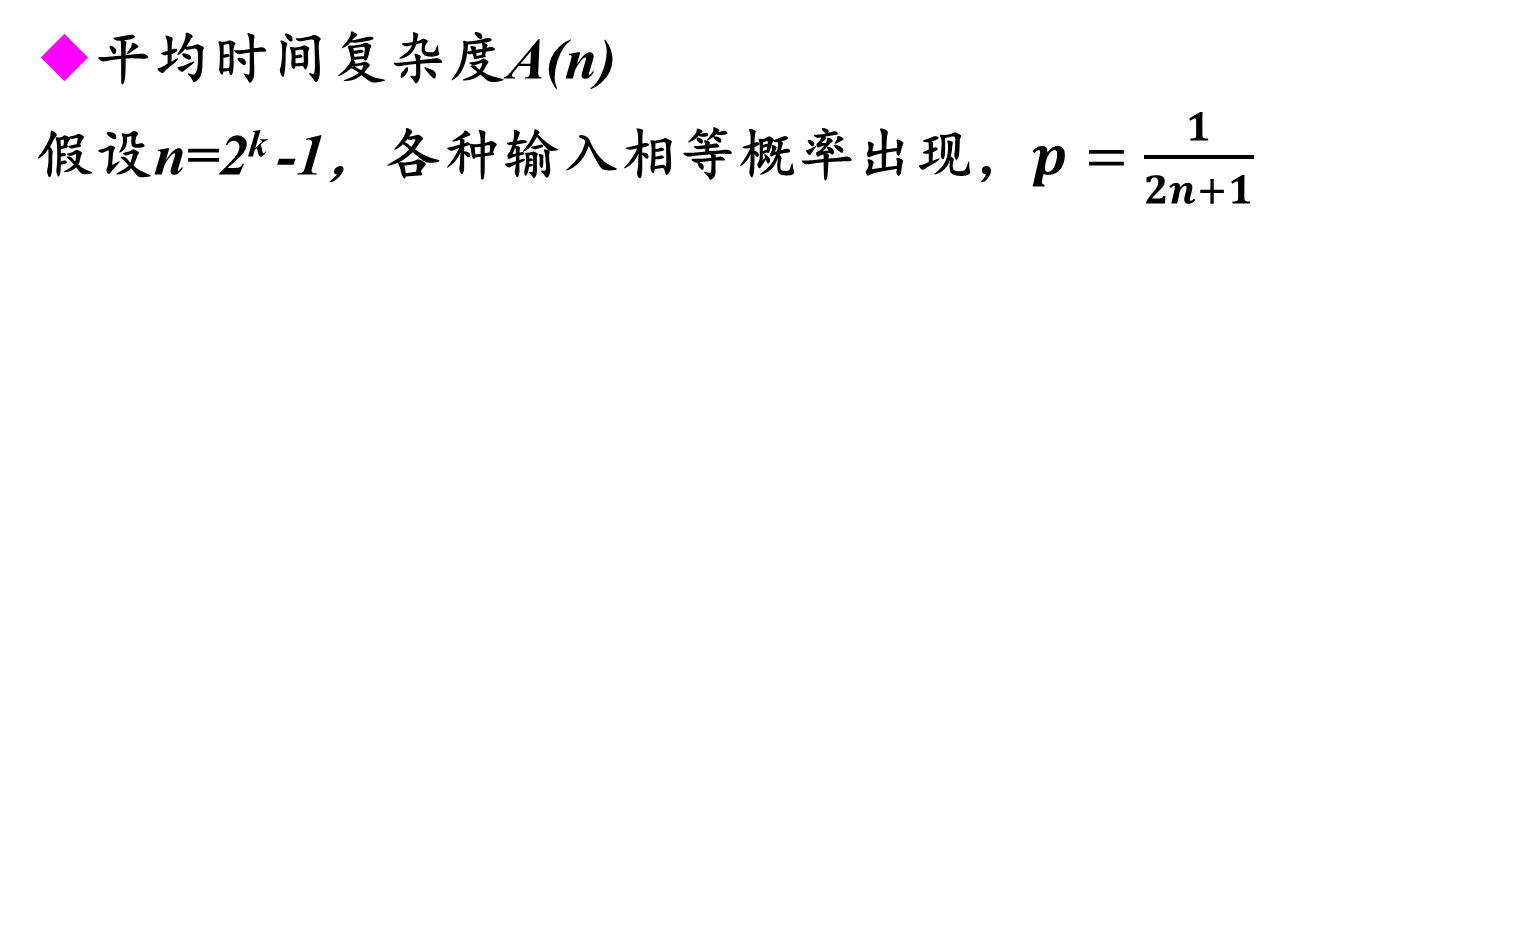 ◆平均时间复杂度A(n)
假设n=2^k -1，各种输入相等概率出现，p = 1/(2n+1)